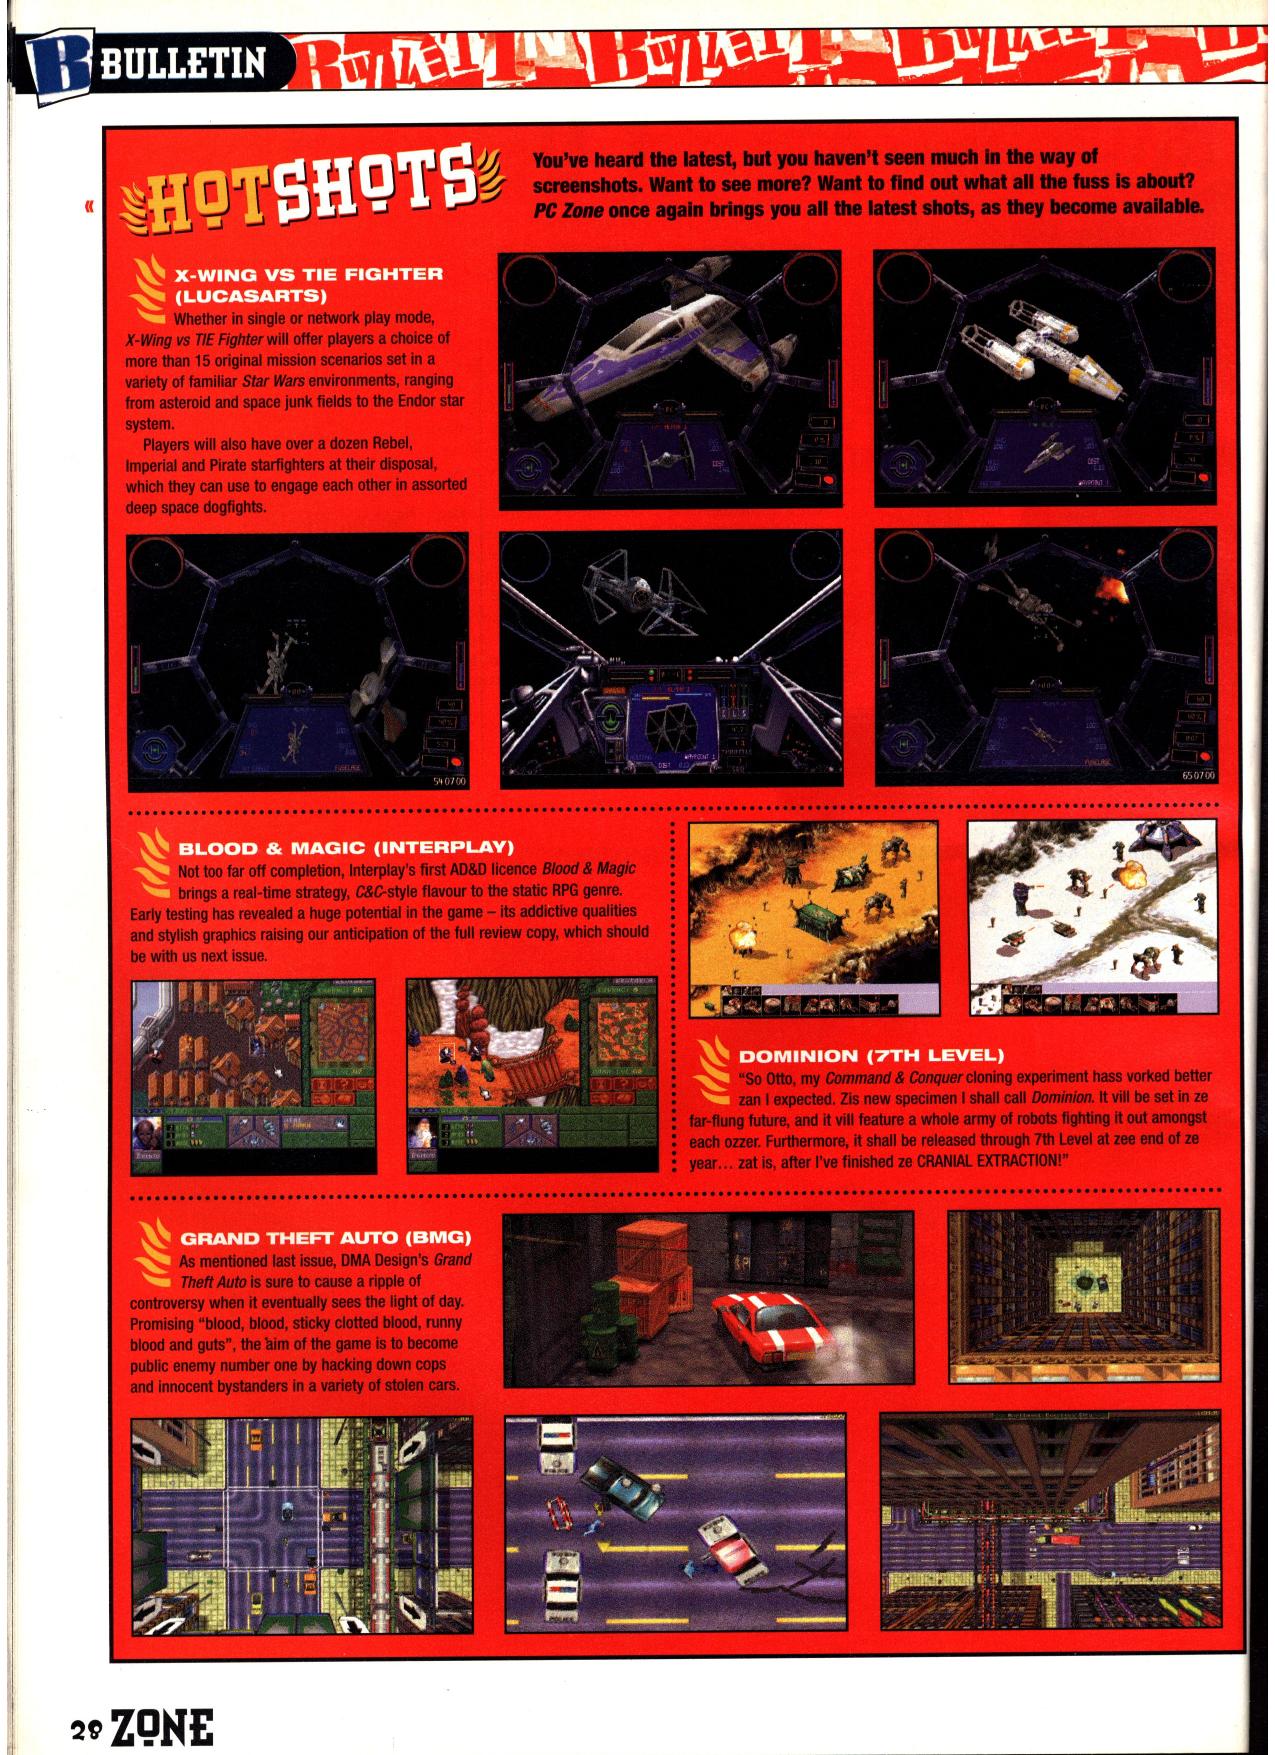 B BULLETIN
HOTSHOTS
You've heard the latest, but you haven't seen much in the way of
screenshots. Want to see more? Want to find out what all the fuss is about?
PC Zone once again brings you all the latest shots, as they become available.
«
X-WING VS TIE FIGHTER
(LUCASARTS)
Whether in single or network play mode,
X-Wing vs TIE Fighter will offer players a choice of
more than 15 original mission scenarios set in a
variety of familiar Star Wars environments, ranging
from asteroid and space junk fields to the Endor star
system.
Players will also have over a dozen Rebel,
Imperial and Pirate starfighters at their disposal,
which they can use to engage each other in assorted
deep space dogfights.
54 07 00
65 07 00
BLOOD & MAGIC (INTERPLAY)
Not too far off completion, Interplay's first AD&D licence Blood & Magic
brings a real-time strategy, C&C-style flavour to the static RPG genre.
Early testing has revealed a huge potential in the game – its addictive qualities
and stylish graphics raising our anticipation of the full review copy, which should
be with us next issue.
DOMINION (7TH LEVEL)
"So Otto, my Command & Conquer cloning experiment hass vorked better
zan I expected. Zis new specimen I shall call Dominion. It vill be set in ze
far-flung future, and it vill feature a whole army of robots fighting it out amongst
each ozzer. Furthermore, it shall be released through 7th Level at zee end of ze
year... zat is, after I've finished ze CRANIAL EXTRACTION!"
GRAND THEFT AUTO (BMG)
As mentioned last issue, DMA Design's Grand
Theft Auto is sure to cause a ripple of
controversy when it eventually sees the light of day.
Promising "blood, blood, sticky clotted blood, runny
blood and guts", the aim of the game is to become
public enemy number one by hacking down cops
and innocent bystanders in a variety of stolen cars.
28 ZONE